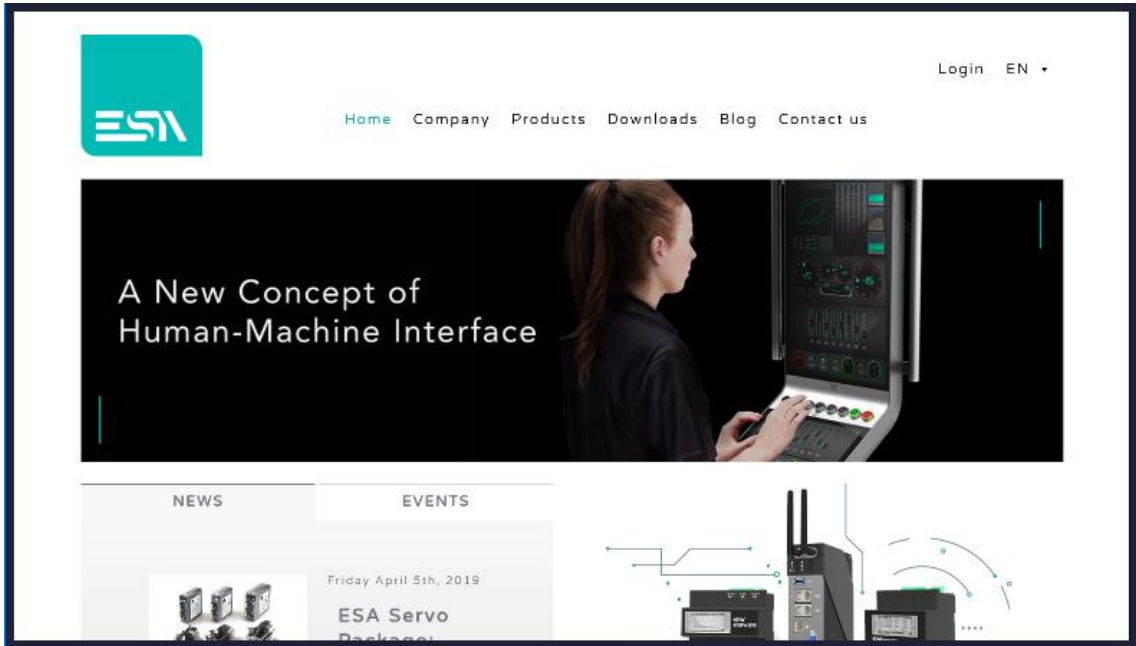 Login EN
ESA
Home Company Products Downloads Blog Contact us
A New Concept of
Human-Machine Interface
NEWS EVENTS
Friday April 5th, 2019
ESA Servo
Package: